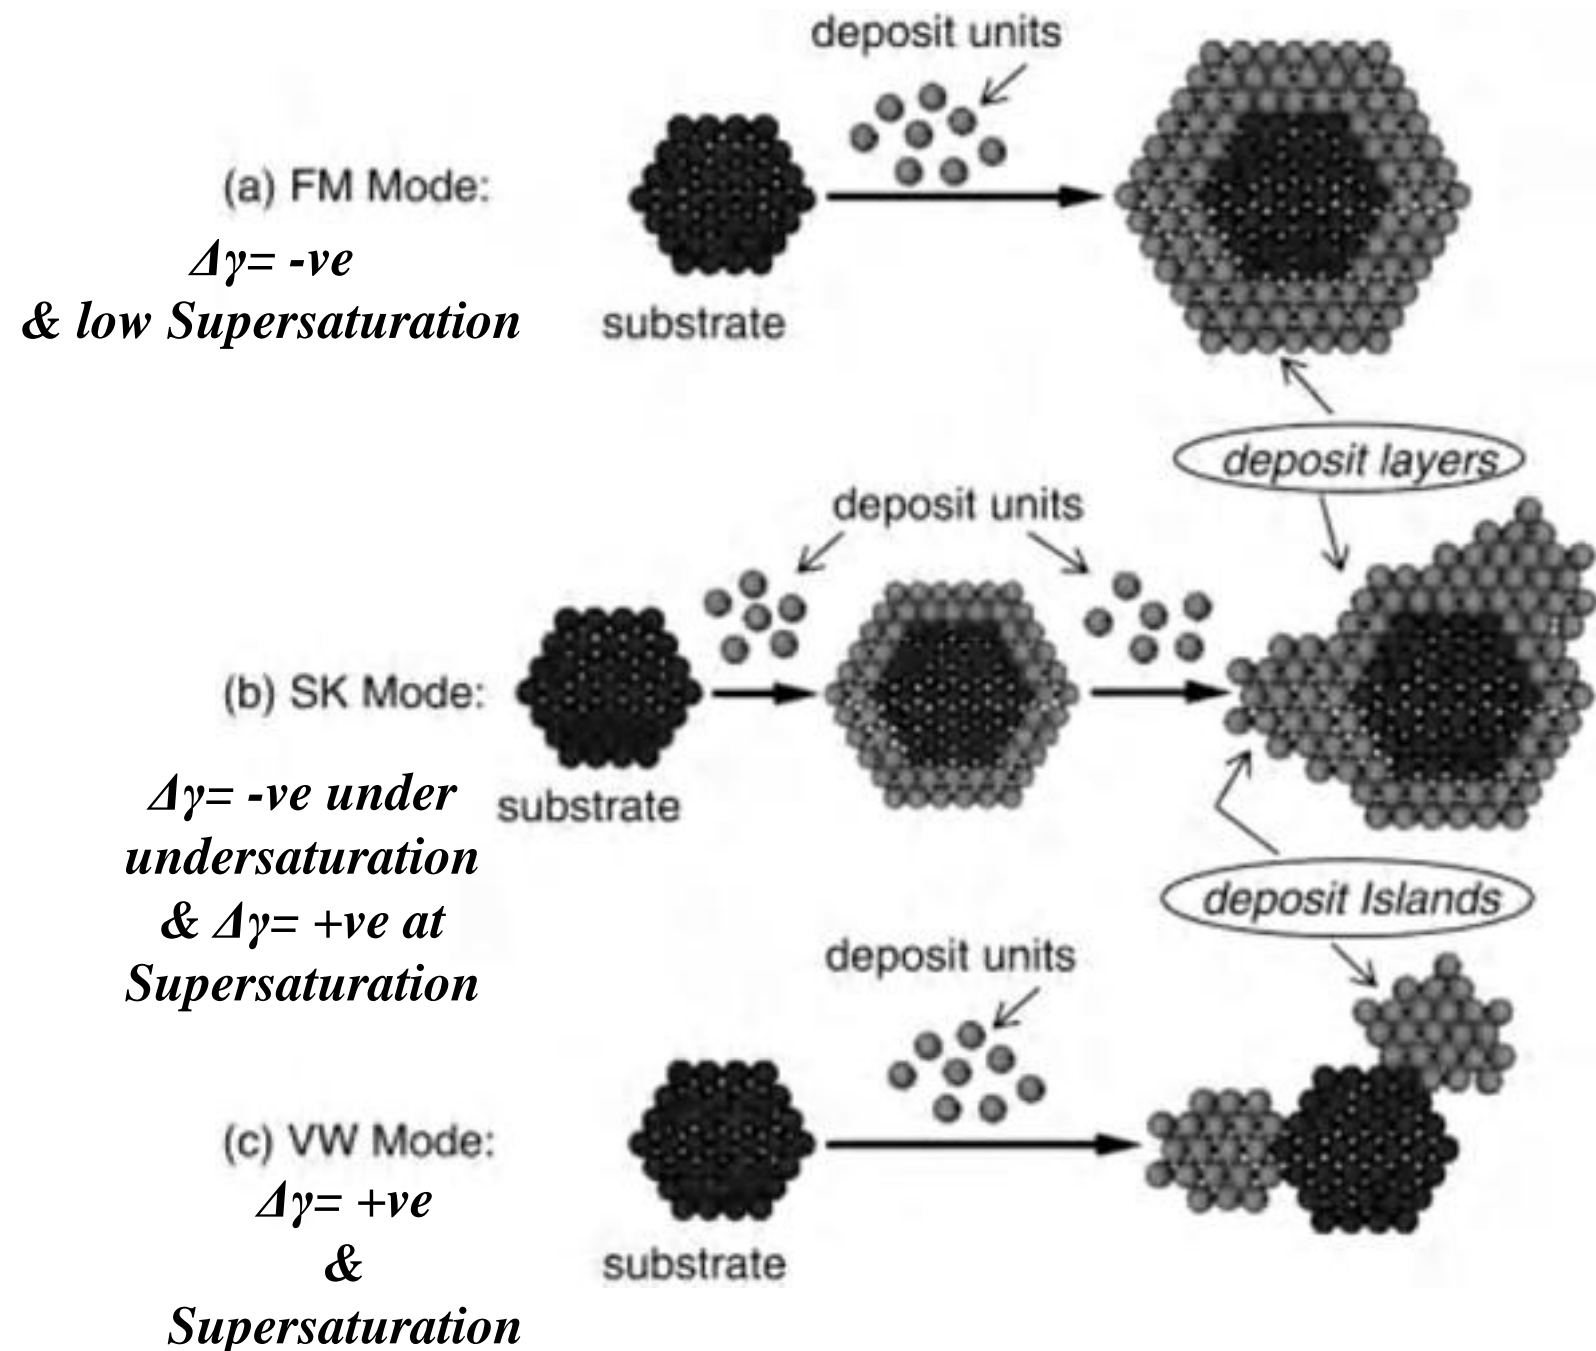 deposit units
(a) FM Mode:
Δγ= -ve
& low Supersaturation
substrate
deposit layers
deposit units
(b) SK Mode:
Δγ= -ve under
undersaturation
& Δγ= +ve at
Supersaturation
substrate
deposit Islands
deposit units
(c) VW Mode:
Δγ= +ve
&
Supersaturation
substrate